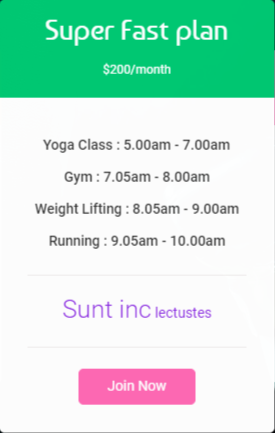 Super Fast plan
$200/month
Yoga Class : 5.00am - 7.00am
Gym : 7.05am - 8.00am
Weight Lifting : 8.05am - 9.00am
Running : 9.05am - 10.00am
Sunt inc lectustes
Join Now